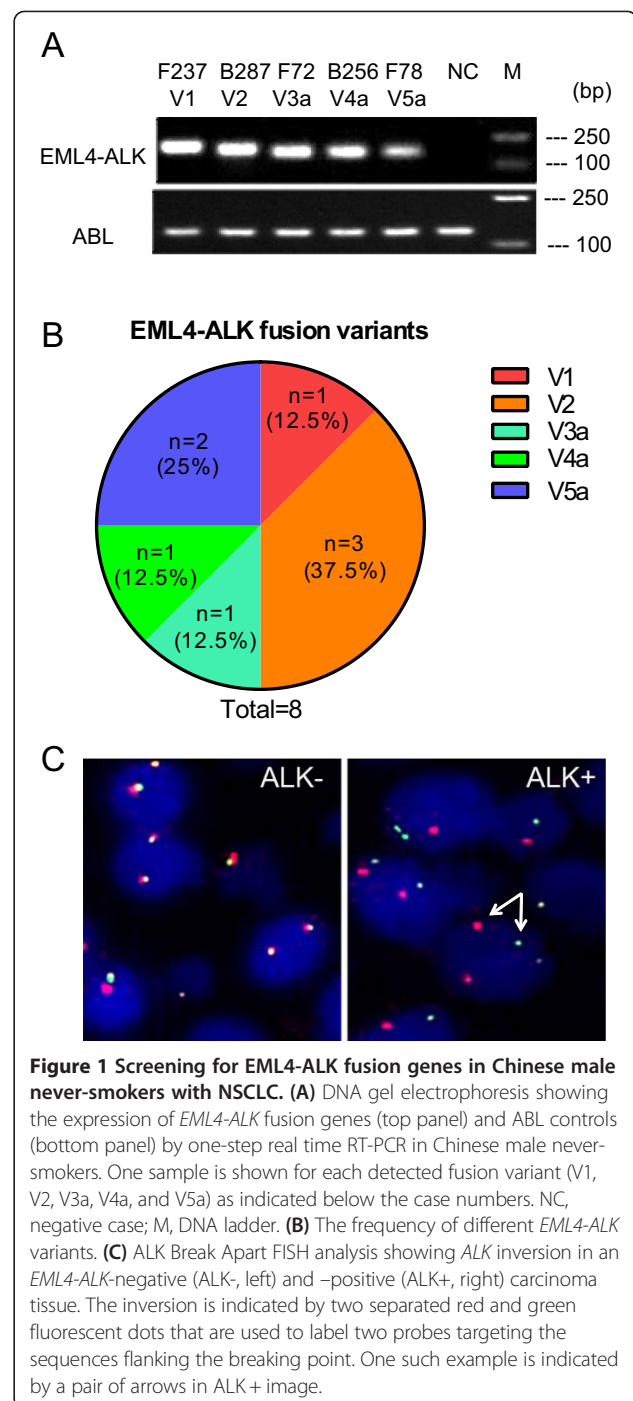 A
F237 B287 F72 B256 F78 NC M
V1 V2 V3a V4a V5a (bp)
EML4-ALK
--- 250
--- 100
ABL
--- 250
--- 100
B
EML4-ALK fusion variants
n=1
(12.5%)
n=2
(25%)
n=3
(37.5%)
n=1
(12.5%)
n=1
(12.5%)
Total=8
V1
V2
V3a
V4a
V5a
C
ALK-
ALK+
Figure 1 Screening for EML4-ALK fusion genes in Chinese male
never-smokers with NSCLC. (A) DNA gel electrophoresis showing
the expression of EML4-ALK fusion genes (top panel) and ABL controls
(bottom panel) by one-step real time RT-PCR in Chinese male never-
smokers. One sample is shown for each detected fusion variant (V1,
V2, V3a, V4a, and V5a) as indicated below the case numbers. NC,
negative case; M, DNA ladder. (B) The frequency of different EML4-ALK
variants. (C) ALK Break Apart FISH analysis showing ALK inversion in an
EML4-ALK-negative (ALK-, left) and –positive (ALK+, right) carcinoma
tissue. The inversion is indicated by two separated red and green
fluorescent dots that are used to label two probes targeting the
sequences flanking the breaking point. One such example is indicated
by a pair of arrows in ALK + image.